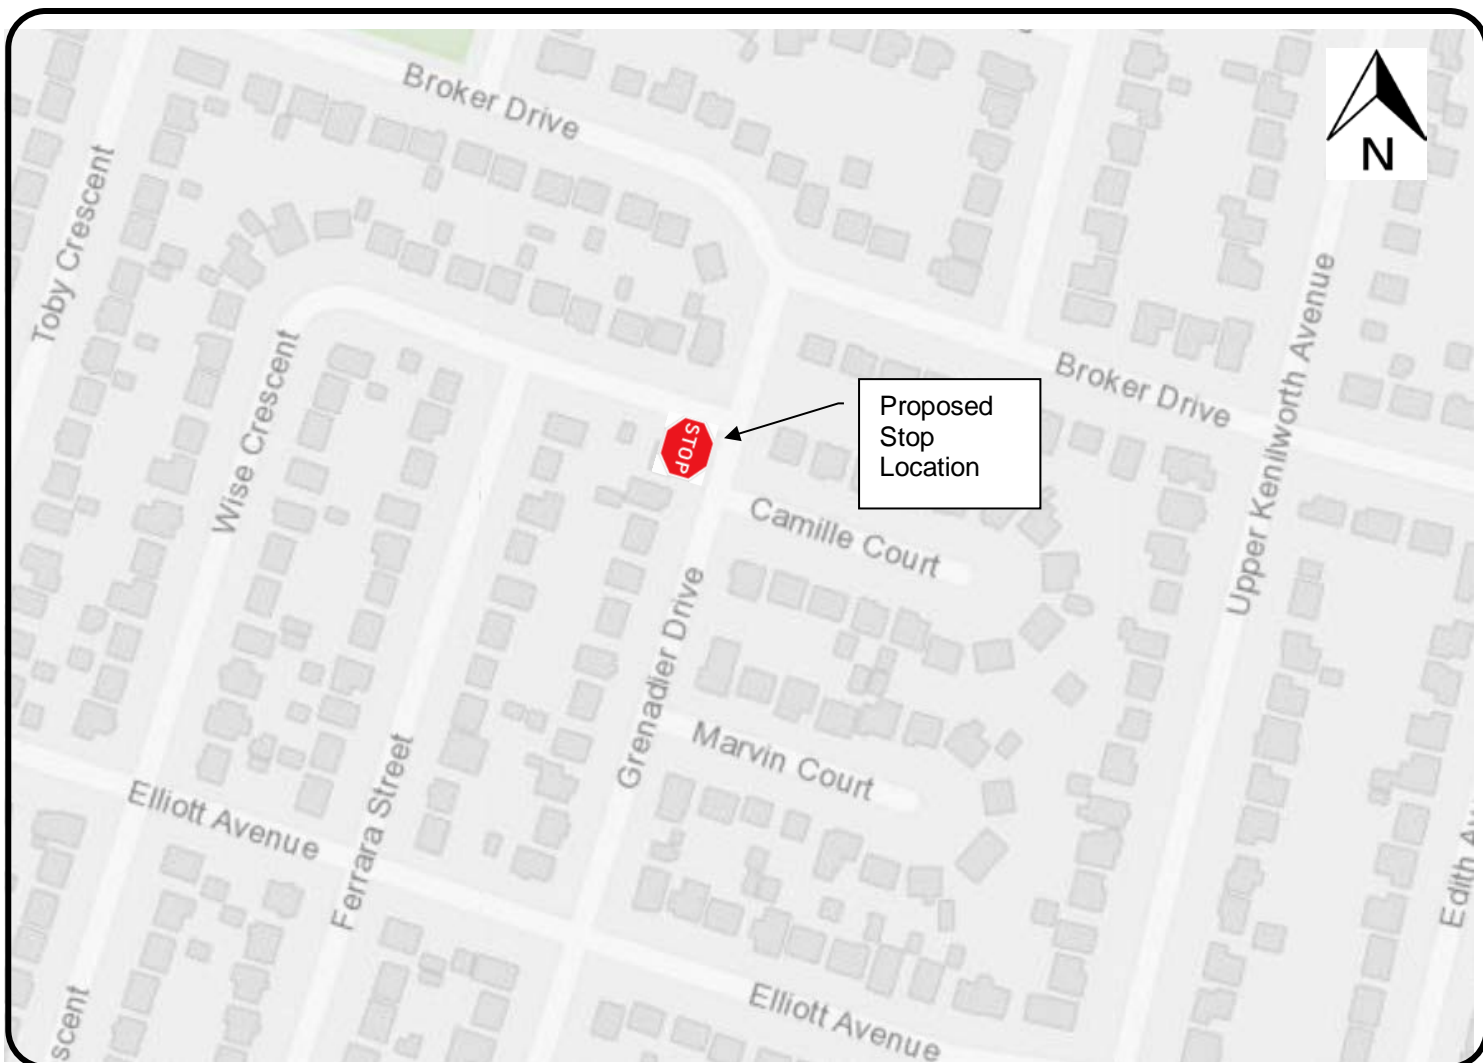 Broker Drive
N
Toby Crescent
Wise Crescent
STOP
Proposed
Stop
Location
Broker Drive
Upper Kenilworth Avenue
Camille Court
Grenadier Drive
Marvin Court
Elliott Avenue
Ferrara Street
Edith
Elliott Avenue
scent